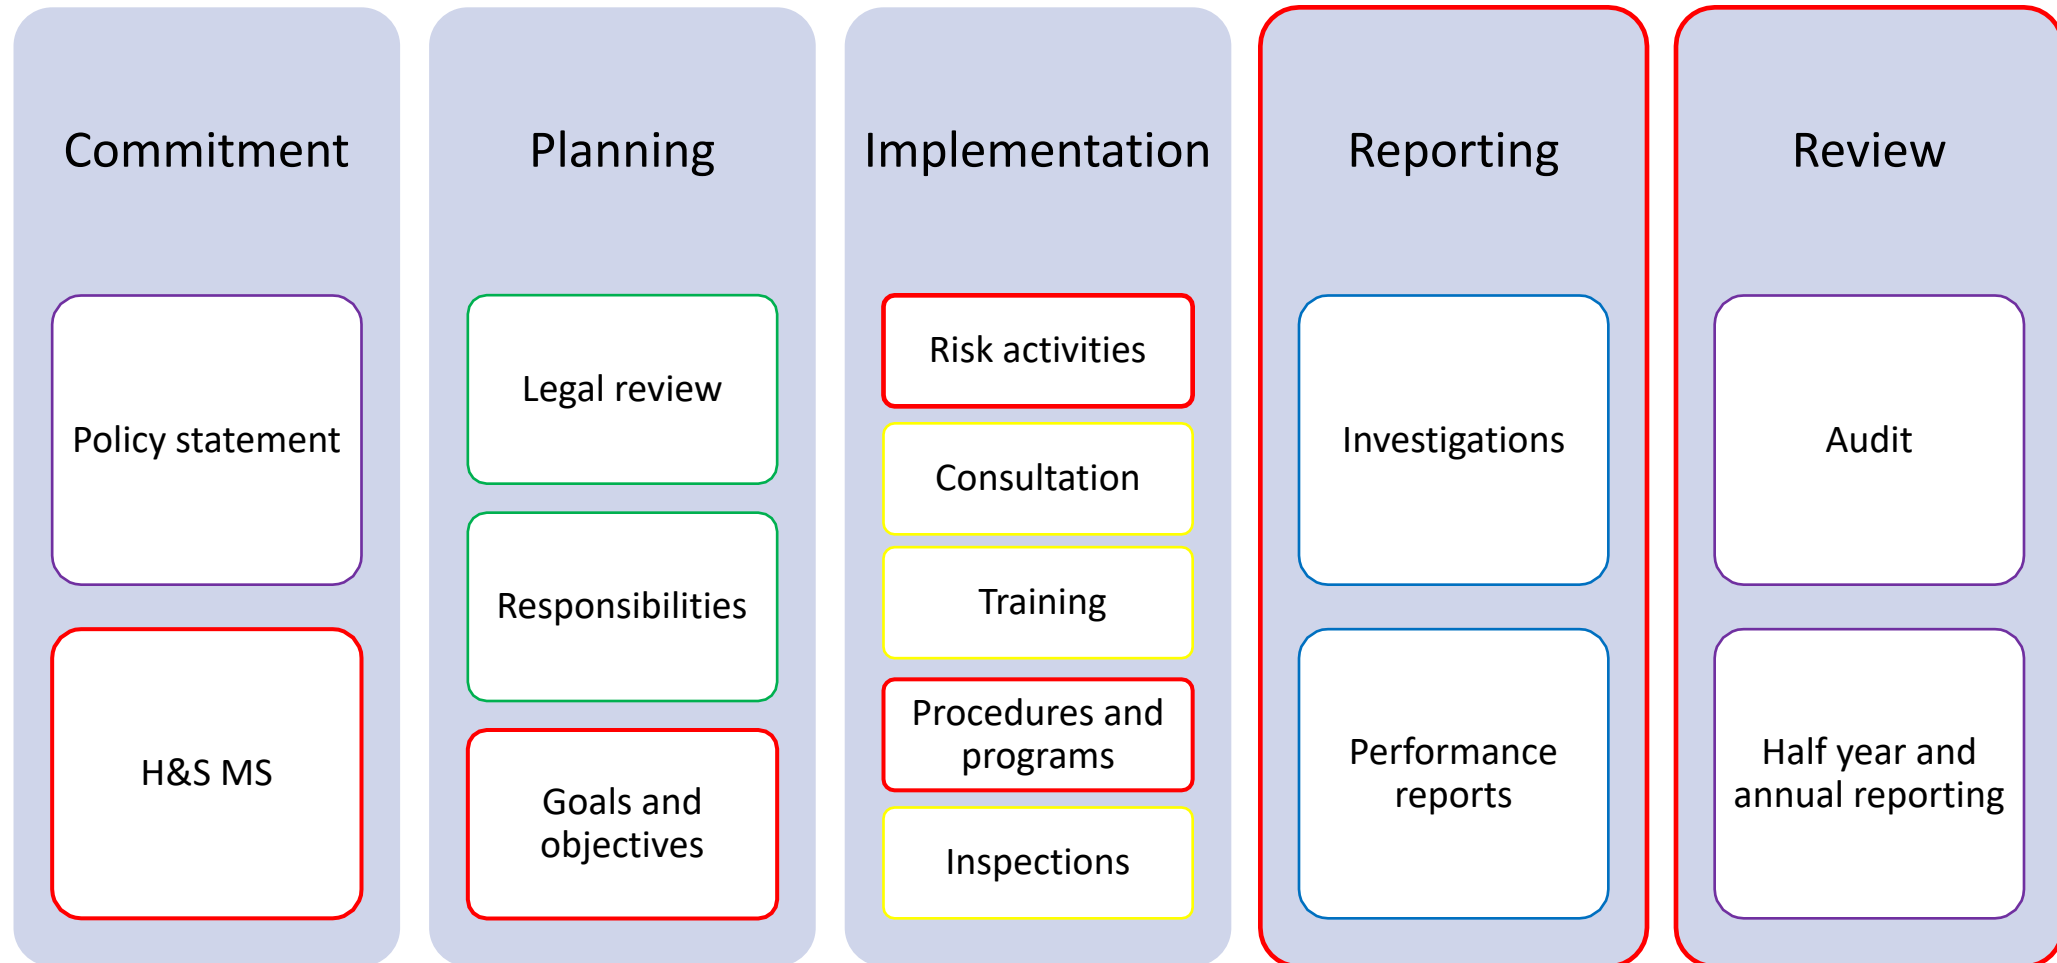 Commitment
Policy statement
H&S MS
Planning
Legal review
Responsibilities
Goals and
objectives
Implementation
Risk activities
Consultation
Training
Procedures and
programs
Inspections
Reporting
Investigations
Performance
reports
Review
Audit
Half year and
annual reporting